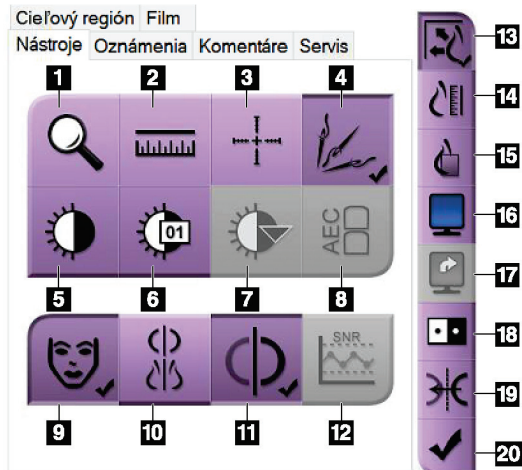 Cieľový región Film
Nástroje Oznámenia Komentáre Servis
1 2 3 4
01
AEC
5 6 7 8
SNR
9 10 11 12
13
14
15
16
17
18
19
20